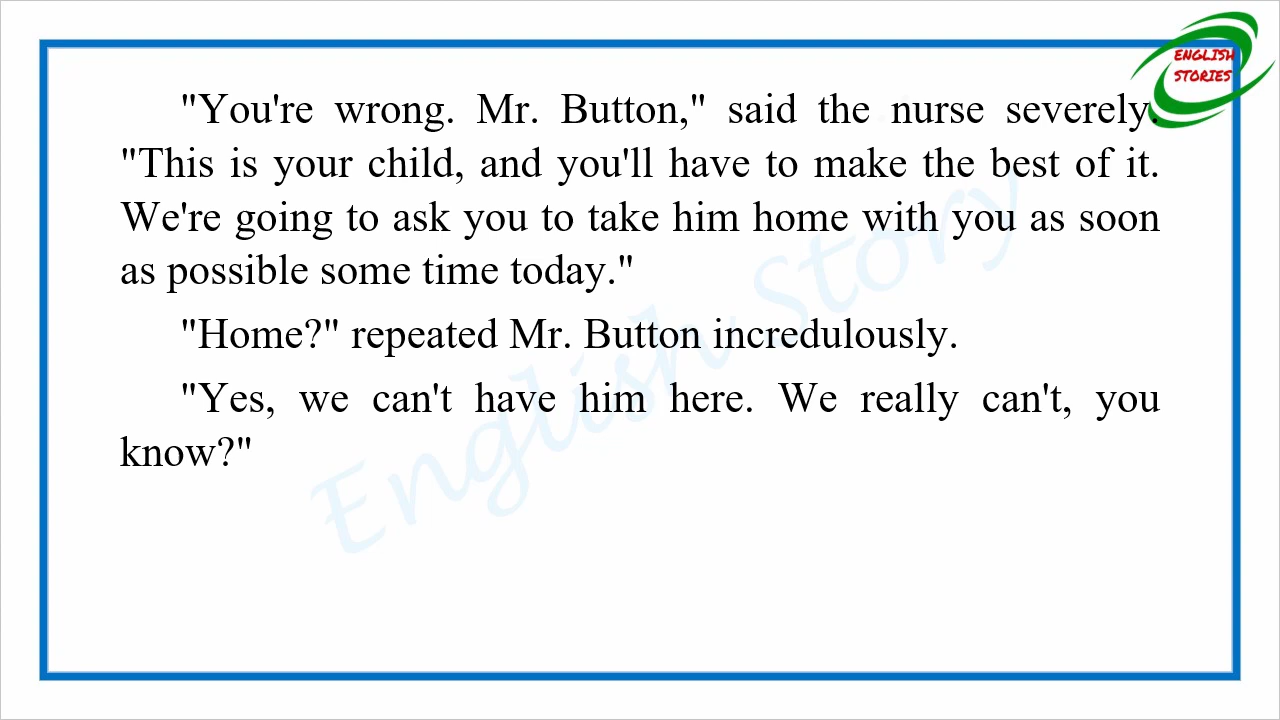 ENGLISH
STORIES
"You're wrong. Mr. Button," said the nurse severely.
"This is your child, and you'll have to make the best of it.
We're going to ask you to take him home with you as soon
as possible some time today."
"Home?" repeated Mr. Button incredulously.
"Yes, we can't have him here. We really can't, you
know?"
English Story